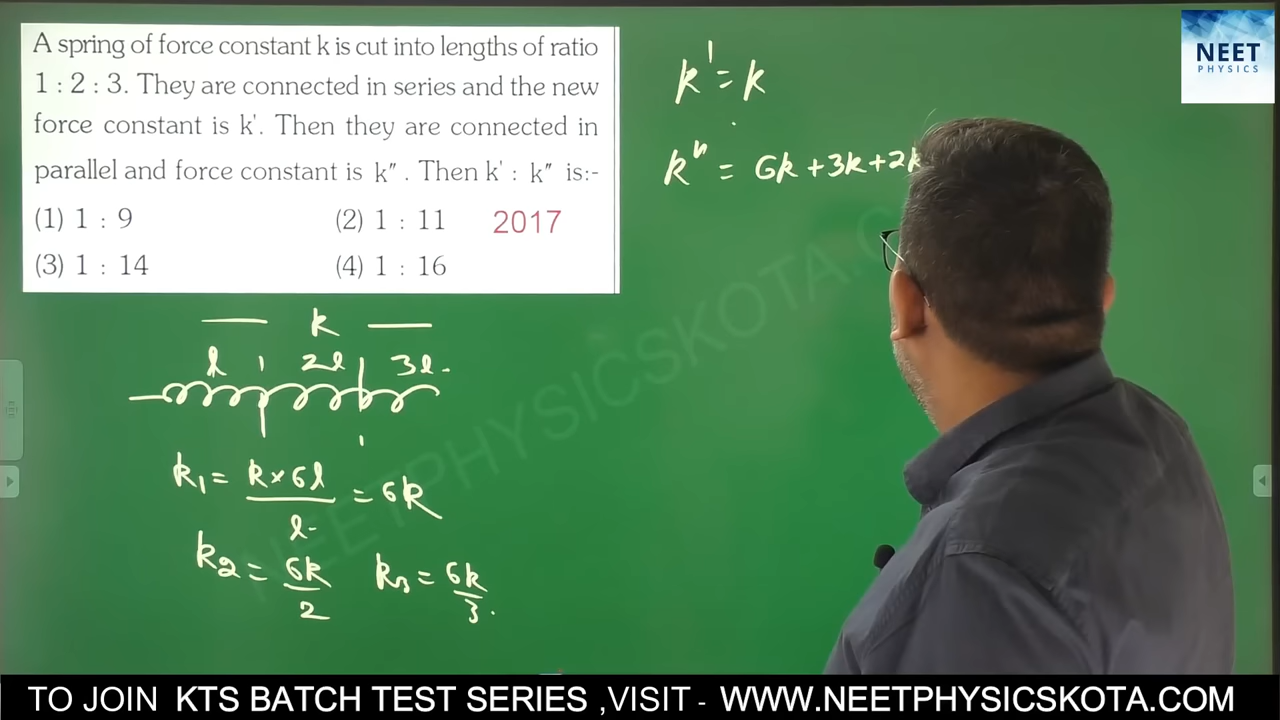 A spring of force constant k is cut into lengths of ratio
1 : 2 : 3. They are connected in series and the new
force constant is k'. Then they are connected in
parallel and force constant is k". Then k' : k" is:-
(1) 1 : 9 (2) 1 : 11 2017
(3) 1 : 14 (4) 1 : 16
k
l 2l 3l.
k₁ = k×6l / l = 6k
k₂ = 6k / 2 k₃ = 6k / 3.
k' = k
k" = 6k + 3k + 2k
NEET
PHYSICS
NEETPHYSICSKOTA.C
TO JOIN KTS BATCH TEST SERIES ,VISIT - WWW.NEETPHYSICSKOTA.COM